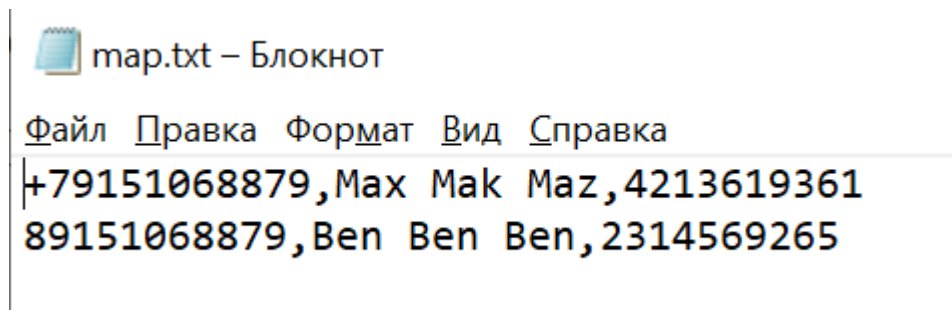 map.txt – Блокнот
Файл Правка Формат Вид Справка
+79151068879,Max Mak Maz,4213619361
89151068879,Ben Ben Ben,2314569265